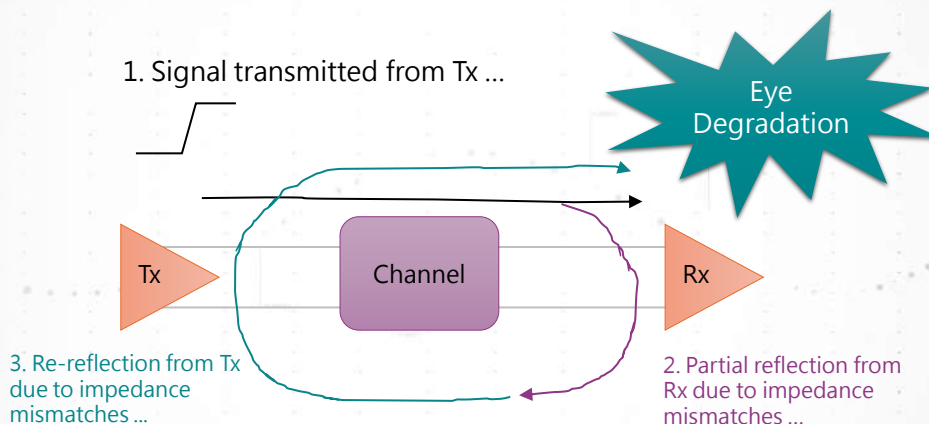 1. Signal transmitted from Tx ...
Eye
Degradation
Tx
Channel
Rx
3. Re-reflection from Tx
due to impedance
mismatches ...
2. Partial reflection from
Rx due to impedance
mismatches ...